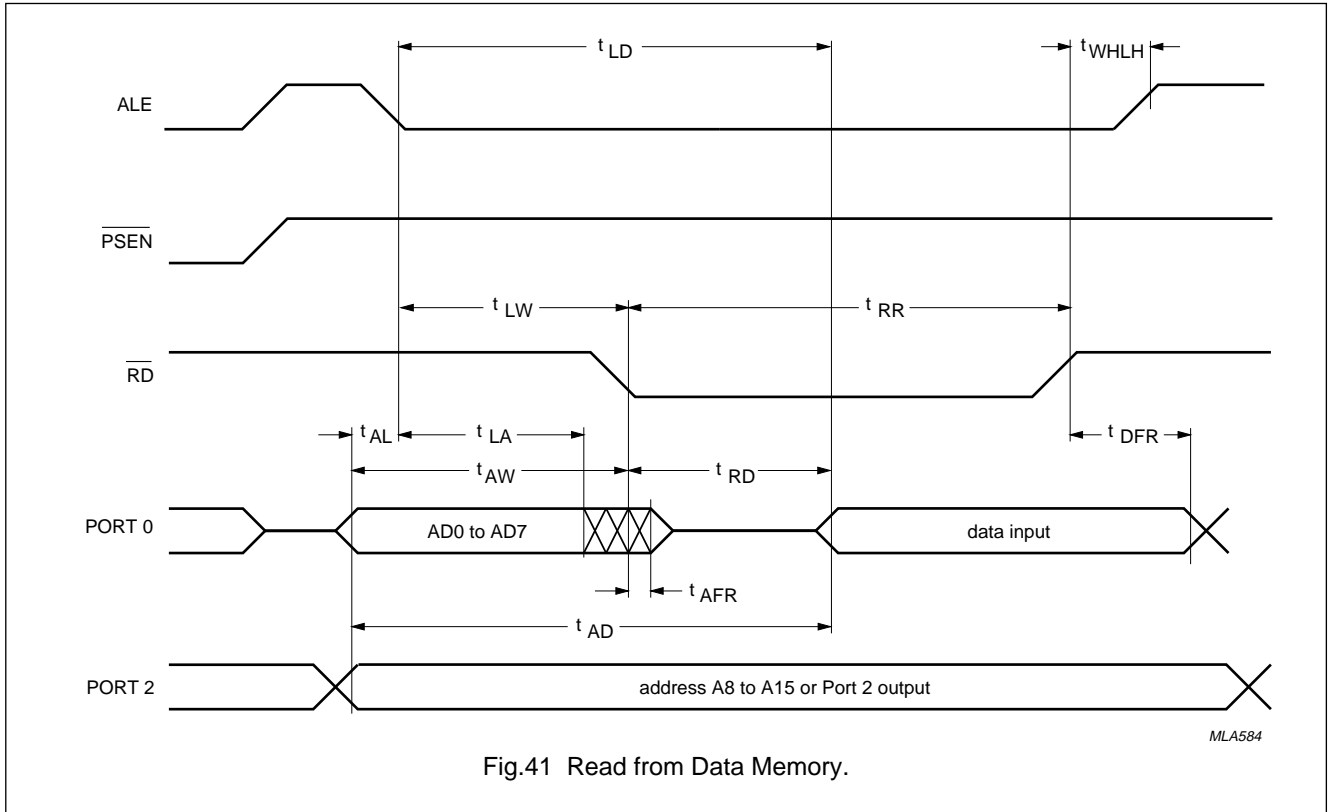 t LD
t WHLH
ALE
PSEN
t LW
t RR
RD
t AL
t LA
t DFR
t AW
t RD
PORT 0
AD0 to AD7
data input
t AFR
t AD
PORT 2
address A8 to A15 or Port 2 output
MLA584
Fig.41 Read from Data Memory.